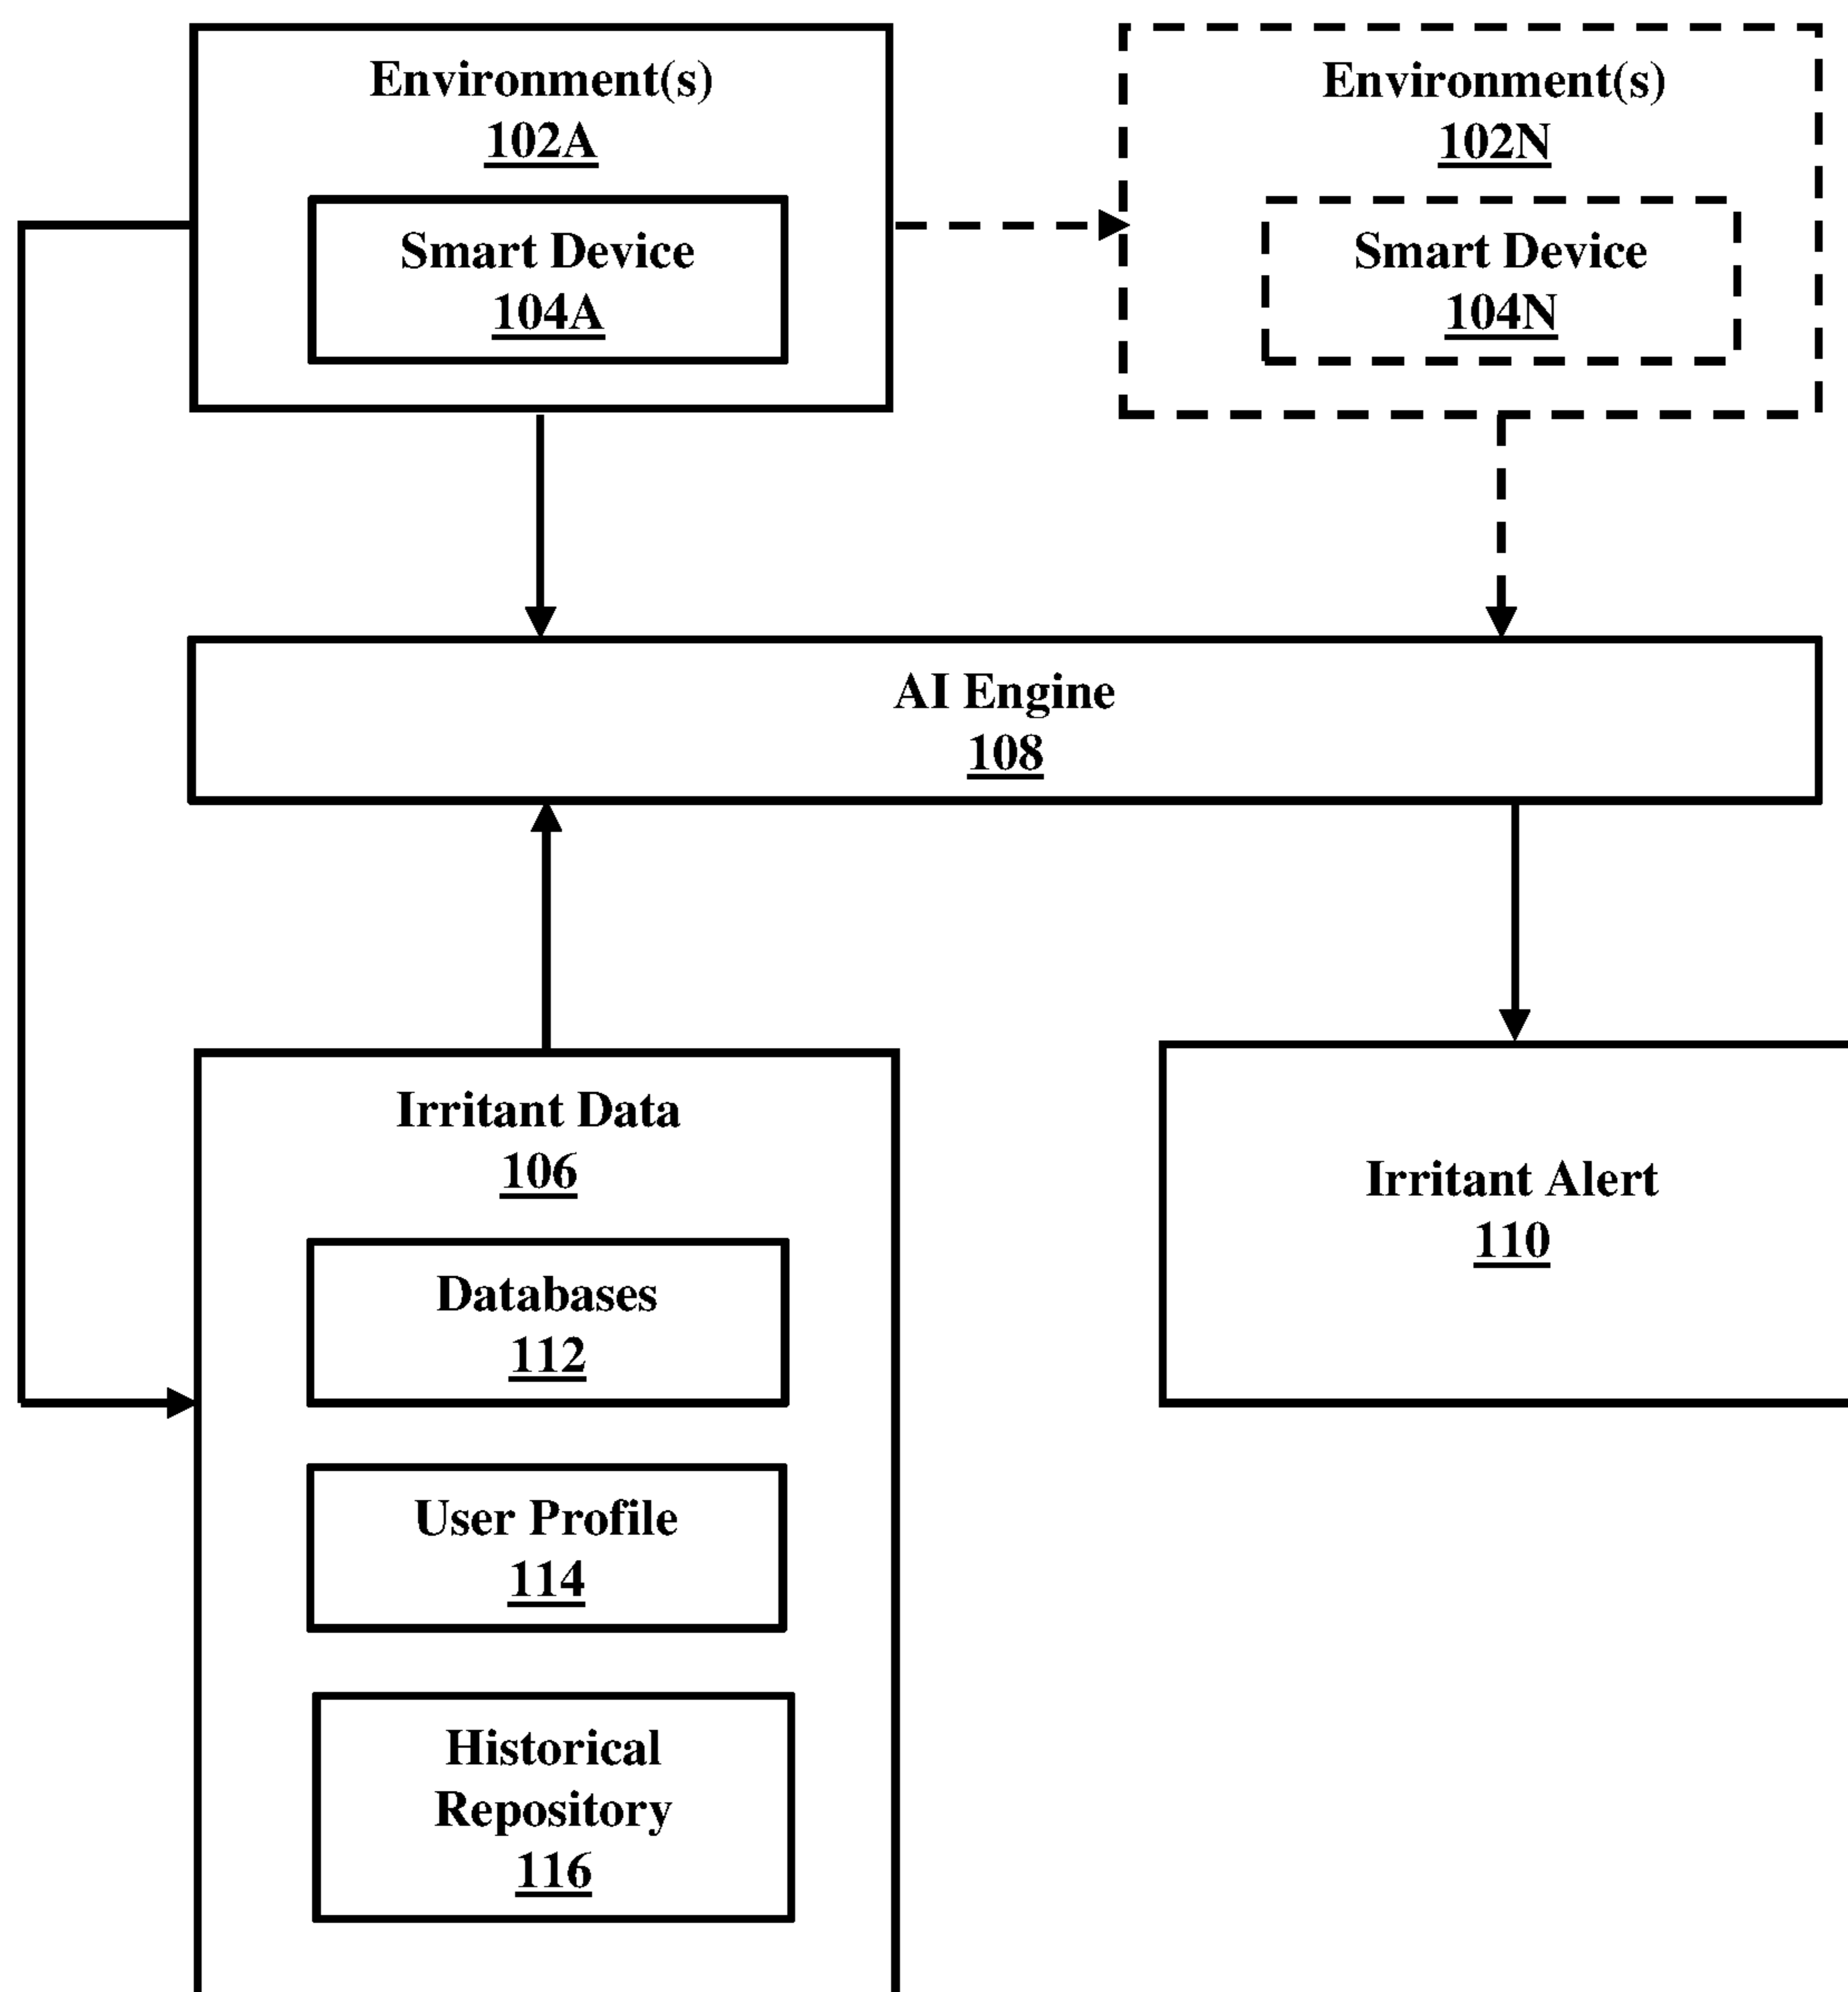 Environment(s)
102A
Smart Device
104A
Environment(s)
102N
Smart Device
104N
AI Engine
108
Irritant Data
106
Databases
112
User Profile
114
Historical
Repository
116
Irritant Alert
110